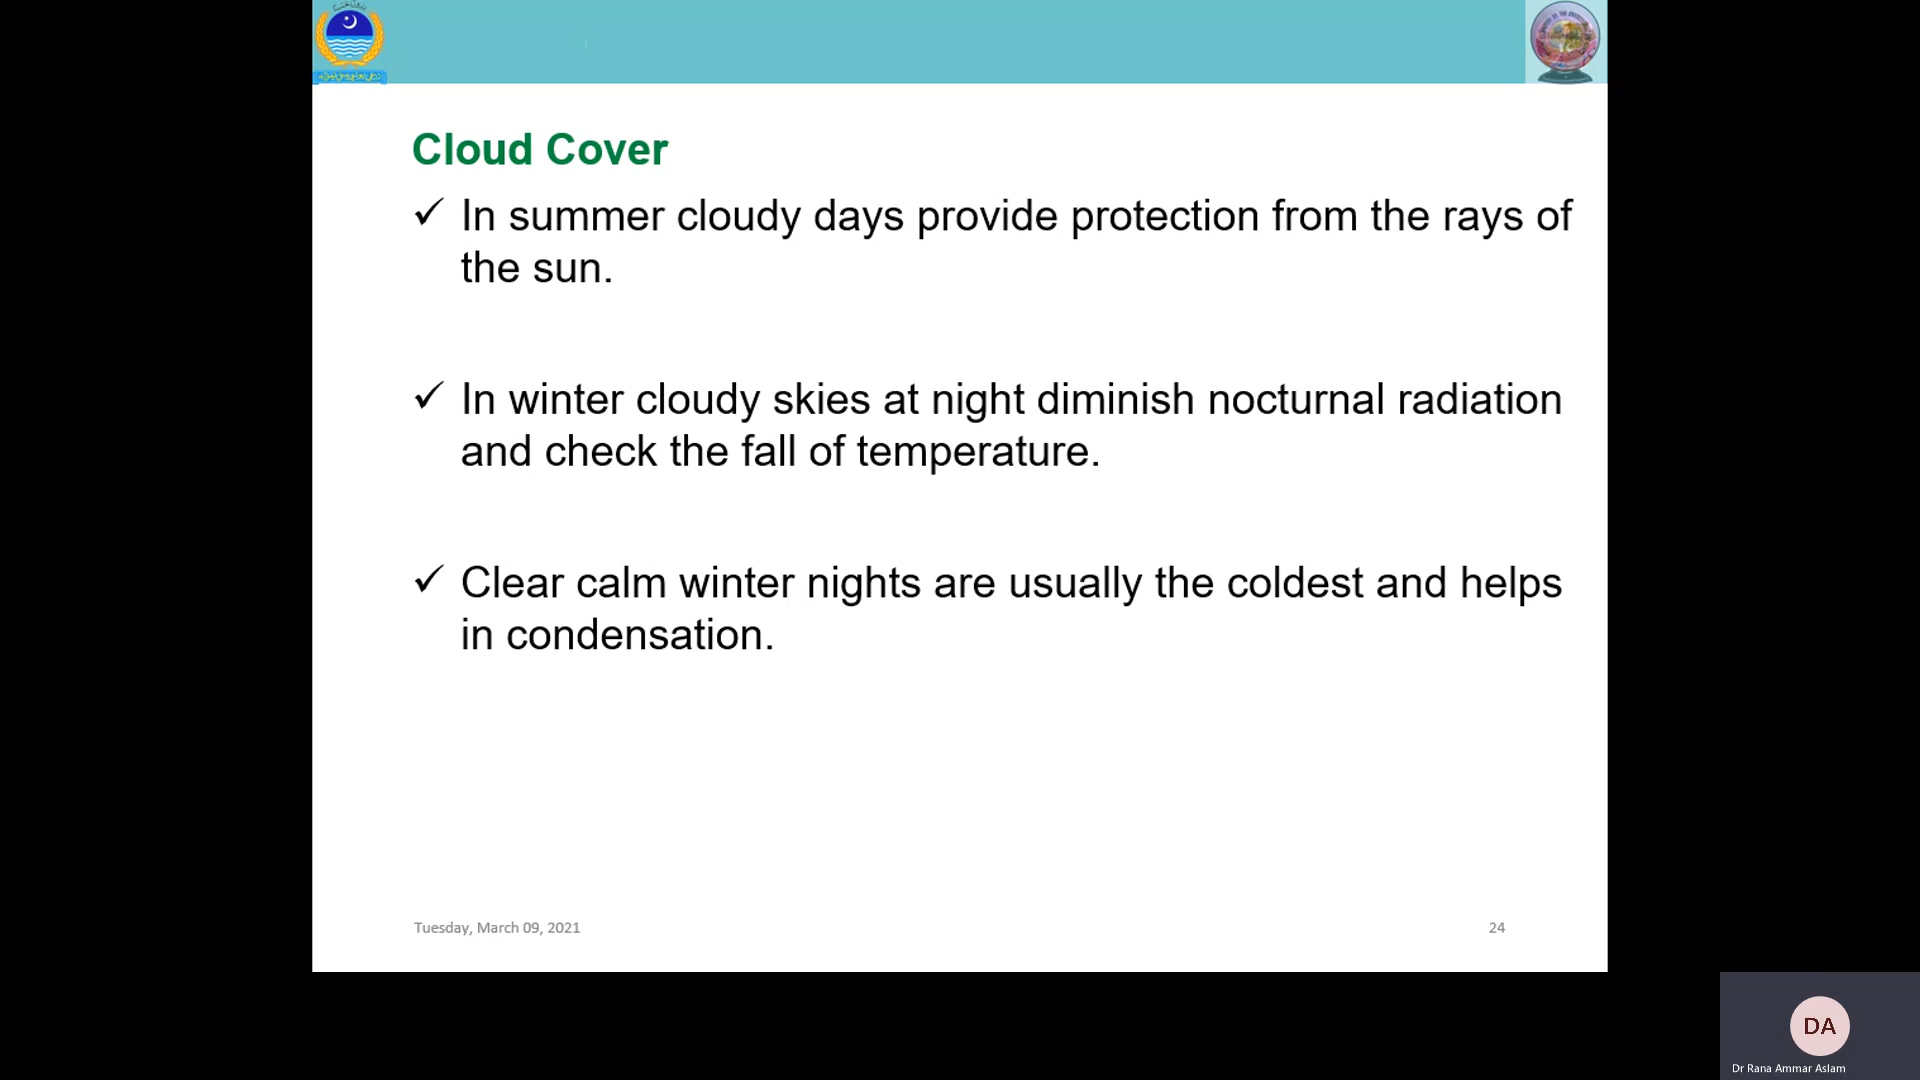 Cloud Cover
✓ In summer cloudy days provide protection from the rays of
the sun.
✓ In winter cloudy skies at night diminish nocturnal radiation
and check the fall of temperature.
✓ Clear calm winter nights are usually the coldest and helps
in condensation.
Tuesday, March 09, 2021
24
DA
Dr Rana Ammar Aslam